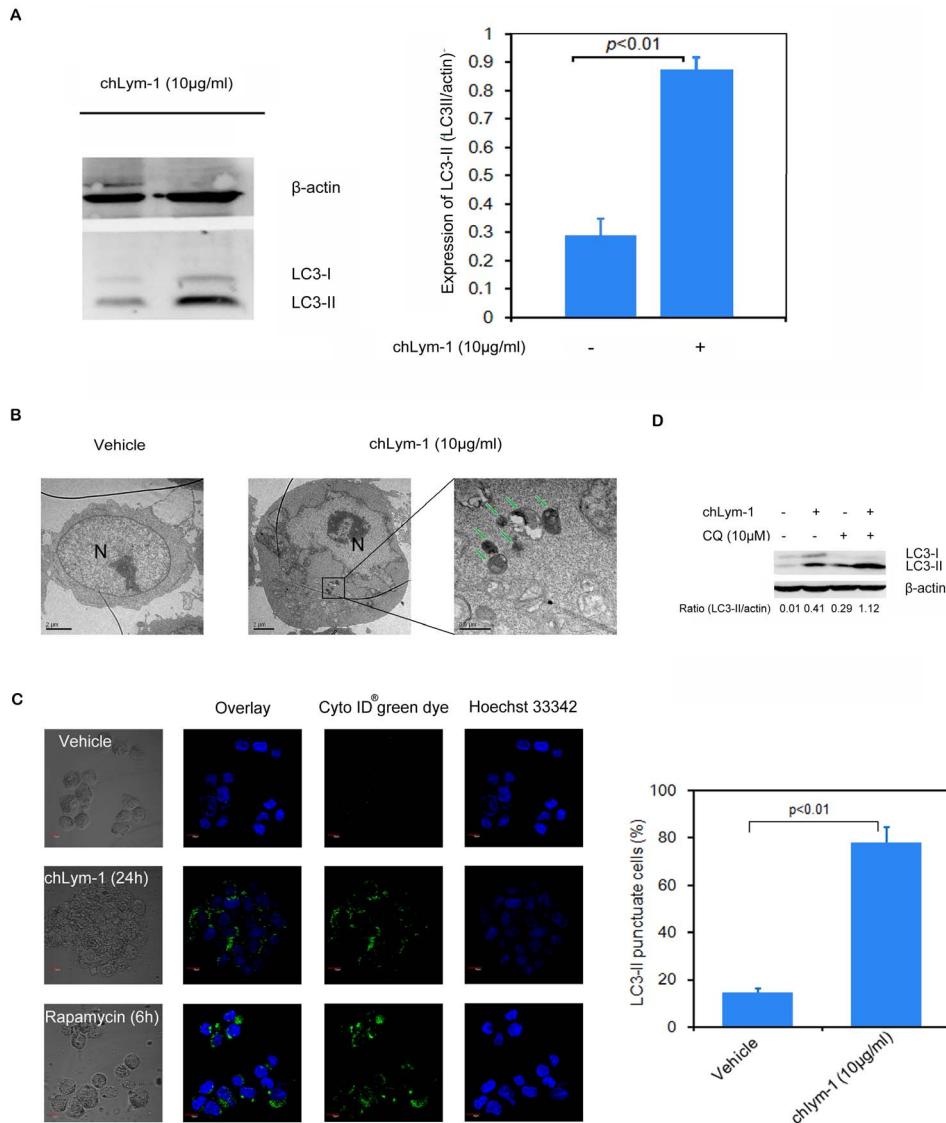 A
chLym-1 (10µg/ml)
β-actin
LC3-I
LC3-II
Expression of LC3-II (LC3II/actin)-
1
0.9
0.8
0.7
0.6
0.5
0.4
0.3
0.2
0.1
0
p<0.01
chLym-1 (10µg/ml) - +
B
Vehicle
chLym-1 (10µg/ml)
N
2 µm
N
2 µm
D
chLym-1 - + - +
CQ (10µM) - - + +
LC3-I
LC3-II
β-actin
Ratio (LC3-II/actin) 0.01 0.41 0.29 1.12
C
Overlay Cyto ID® green dye Hoechst 33342
Vehicle
chLym-1 (24h)
Rapamycin (6h)
LC3-II punctuate cells (%)
100
80
60
40
20
0
p<0.01
Vehicle
chlym-1 (10µg/ml)